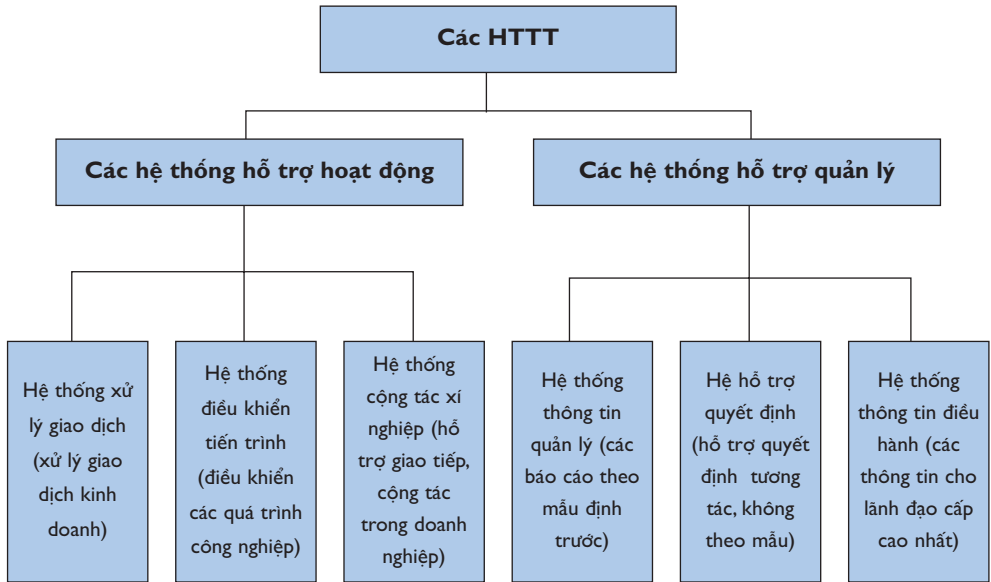 Các HTTT
Các hệ thống hỗ trợ hoạt động
Các hệ thống hỗ trợ quản lý
Hệ thống xử
lý giao dịch
(xử lý giao
dịch kinh
doanh)
Hệ thống
điều khiển
tiến trình
(điều khiển
các quá trình
công nghiệp)
Hệ thống
cộng tác xí
nghiệp (hỗ
trợ giao tiếp,
cộng tác
trong doanh
nghiệp)
Hệ thống
thông tin
quản lý (các
báo cáo theo
mẫu định
trước)
Hệ hỗ trợ
quyết định
(hỗ trợ quyết
định tương
tác, không
theo mẫu)
Hệ thống
thông tin điều
hành (các
thông tin cho
lãnh đạo cấp
cao nhất)